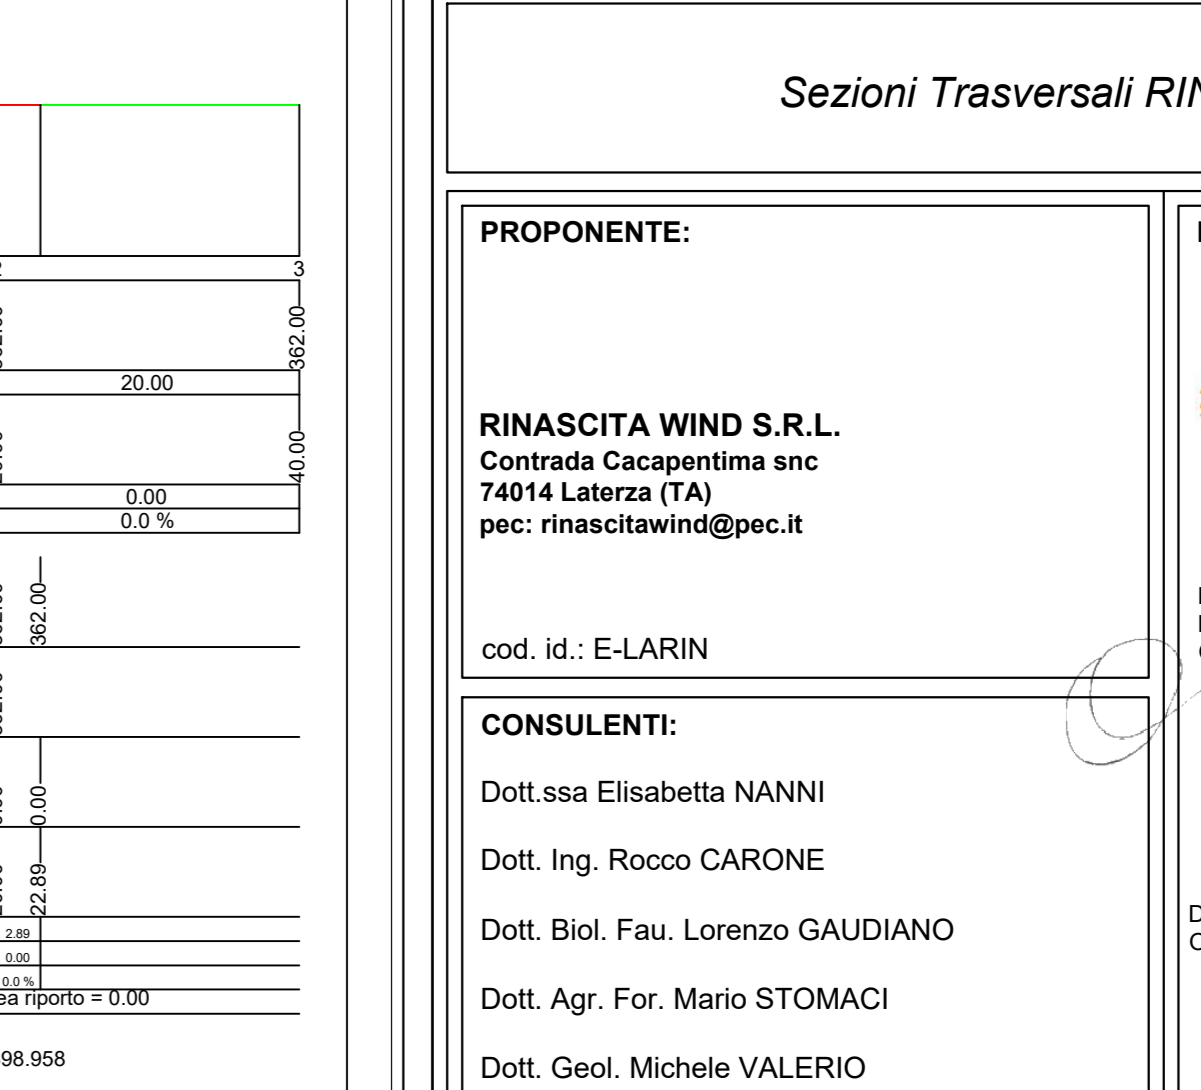 Sezioni Trasversali
PROPONENTE:
RINASCITA WIND S.R.L.
Contrada Cacapentima snc
74014 Laterza (TA)
pec: rinascitawind@pec.it
cod. id.: E-LARIN
CONSULENTI:
Dott.ssa Elisabetta NANNI
Dott. Ing. Rocco CARONE
Dott. Biol. Fau. Lorenzo GAUDIANO
Dott. Agr. For. Mario STOMACI
Dott. Geol. Michele VALERIO
3
362.00
20.00
40.00
0.00
0.0 %
362.00
0.00
22.89
2.89
0.00
0.0 %
riporto = 0.00
98.958